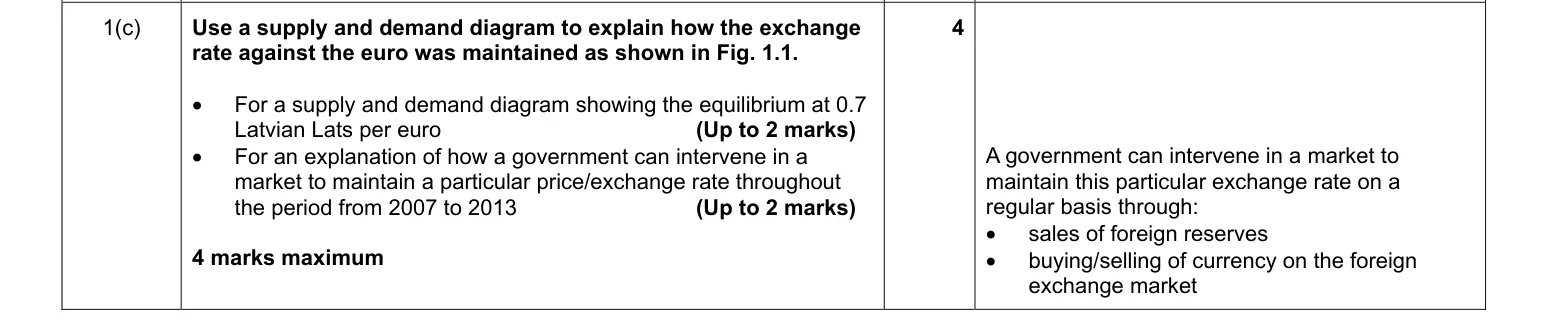 1(c)
Use a supply and demand diagram to explain how the exchange
rate against the euro was maintained as shown in Fig. 1.1.
• For a supply and demand diagram showing the equilibrium at 0.7
Latvian Lats per euro (Up to 2 marks)
• For an explanation of how a government can intervene in a
market to maintain a particular price/exchange rate throughout
the period from 2007 to 2013 (Up to 2 marks)
4 marks maximum
4
A government can intervene in a market to
maintain this particular exchange rate on a
regular basis through:
• sales of foreign reserves
• buying/selling of currency on the foreign
exchange market